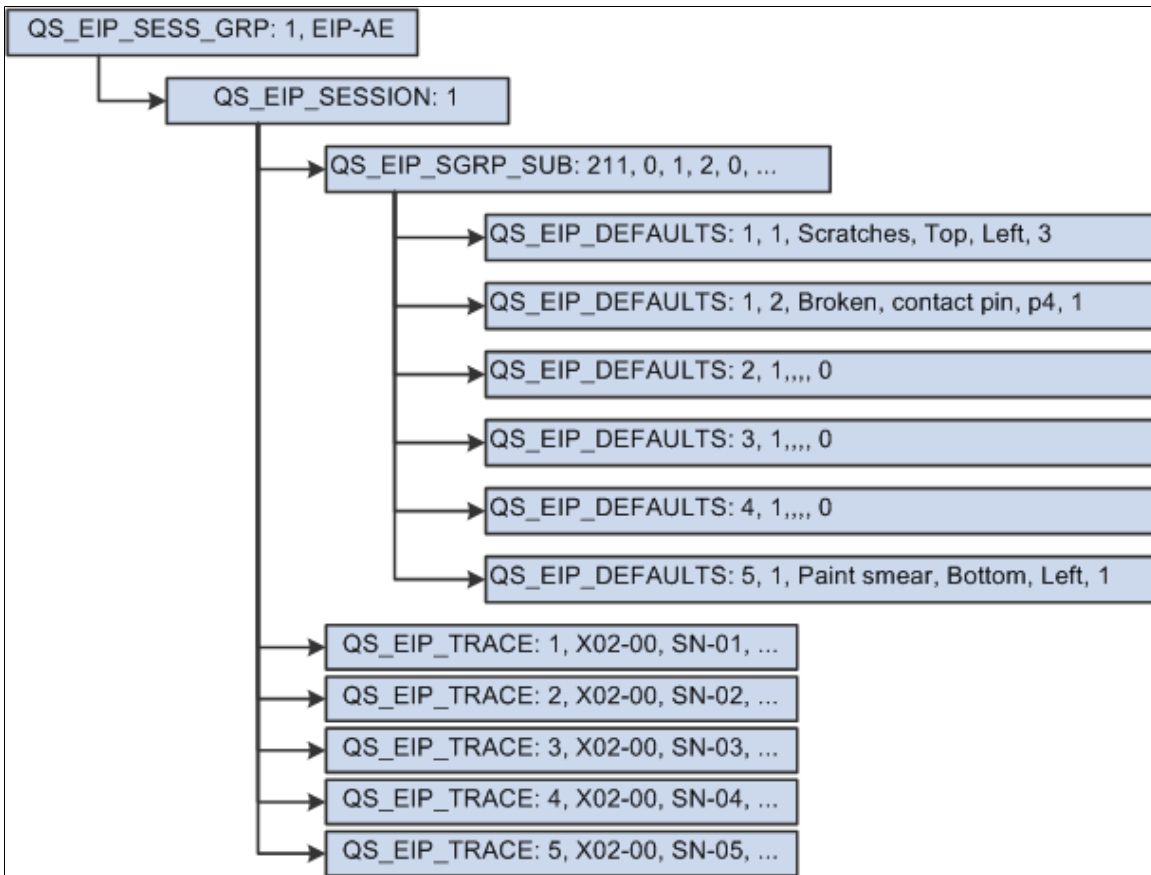 QS_EIP_SESS_GRP: 1, EIP-AE
QS_EIP_SESSION: 1
QS_EIP_SGRP_SUB: 211, 0, 1, 2, 0, ...
QS_EIP_DEFAULTS: 1, 1, Scratches, Top, Left, 3
QS_EIP_DEFAULTS: 1, 2, Broken, contact pin, p4, 1
QS_EIP_DEFAULTS: 2, 1,,,, 0
QS_EIP_DEFAULTS: 3, 1,,,, 0
QS_EIP_DEFAULTS: 4, 1,,,, 0
QS_EIP_DEFAULTS: 5, 1, Paint smear, Bottom, Left, 1
QS_EIP_TRACE: 1, X02-00, SN-01, ...
QS_EIP_TRACE: 2, X02-00, SN-02, ...
QS_EIP_TRACE: 3, X02-00, SN-03, ...
QS_EIP_TRACE: 4, X02-00, SN-04, ...
QS_EIP_TRACE: 5, X02-00, SN-05, ...